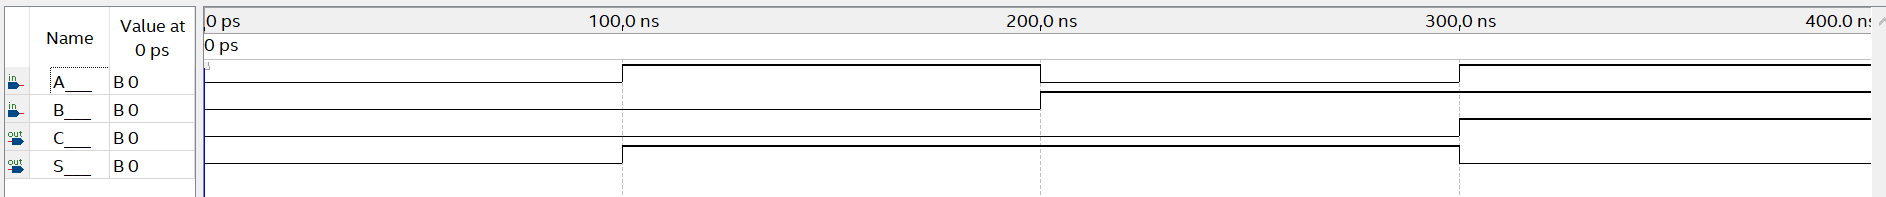 Name Value at 0 ps
0 ps 100,0 ns 200,0 ns 300,0 ns 400.0 ns
0 ps
in A___ B 0
in B___ B 0
out C___ B 0
out S___ B 0